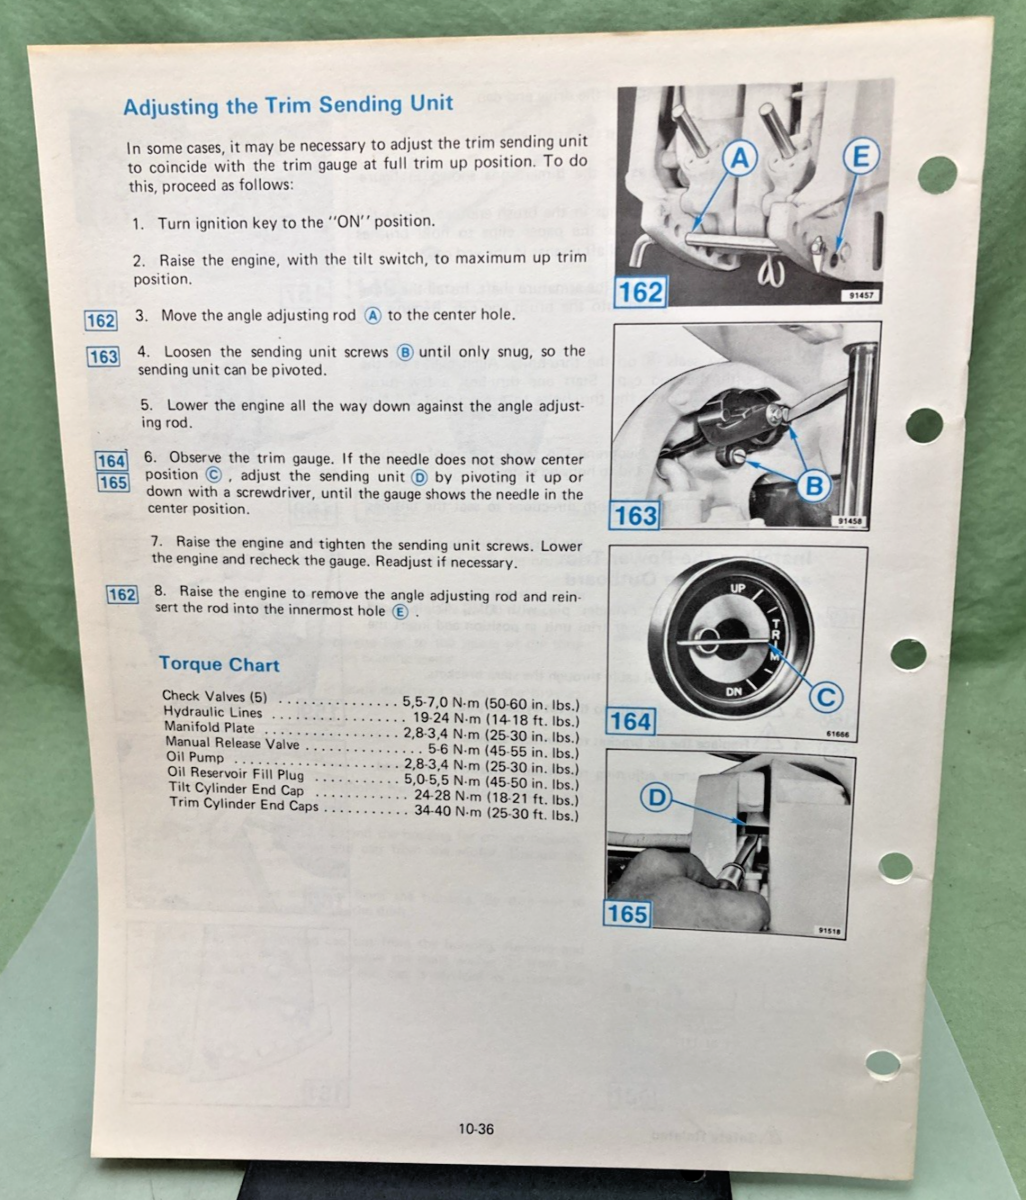 Adjusting the Trim Sending Unit
In some cases, it may be necessary to adjust the trim sending unit
to coincide with the trim gauge at full trim up position. To do
this, proceed as follows:
1. Turn ignition key to the "ON" position.
2. Raise the engine, with the tilt switch, to maximum up trim
position.
162 3. Move the angle adjusting rod A to the center hole.
163 4. Loosen the sending unit screws B until only snug, so the
sending unit can be pivoted.
5. Lower the engine all the way down against the angle adjust-
ing rod.
164 6. Observe the trim gauge. If the needle does not show center
165 position C , adjust the sending unit D by pivoting it up or
down with a screwdriver, until the gauge shows the needle in the
center position.
7. Raise the engine and tighten the sending unit screws. Lower
the engine and recheck the gauge. Readjust if necessary.
162 8. Raise the engine to remove the angle adjusting rod and rein-
sert the rod into the innermost hole E .
Torque Chart
Check Valves (5) . . . . . . . . . . . . . . . 5,5-7,0 N·m (50-60 in. lbs.)
Hydraulic Lines . . . . . . . . . . . . . . . . 19-24 N·m (14-18 ft. lbs.)
Manifold Plate . . . . . . . . . . . . . . . . 2,8-3,4 N·m (25-30 in. lbs.)
Manual Release Valve . . . . . . . . . . . . . 5-6 N·m (45-55 in. lbs.)
Oil Pump . . . . . . . . . . . . . . . . . . . 2,8-3,4 N·m (25-30 in. lbs.)
Oil Reservoir Fill Plug . . . . . . . . . . 5,0-5,5 N·m (45-50 in. lbs.)
Tilt Cylinder End Cap . . . . . . . . . . . 24-28 N·m (18-21 ft. lbs.)
Trim Cylinder End Caps . . . . . . . . . . . 34-40 N·m (25-30 ft. lbs.)
A
E
162
91457
B
163
91458
UP
TRIM
DN
C
164
61666
D
165
91518
10-36